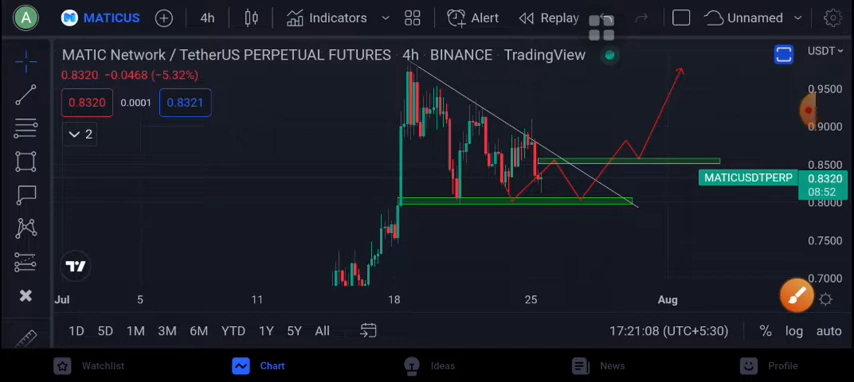 A MATICUS 4h Indicators Alert Replay Unnamed
MATIC Network / TetherUS PERPETUAL FUTURES · 4h · BINANCE · TradingView
USDT
0.8320 −0.0468 (−5.32%)
0.8320 0.0001 0.8321
2
0.9500
0.9000
0.8500
MATICUSDTPERP 0.8320
08:52
0.8000
0.7500
0.7000
Jul 5 11 18 25 Aug
1D 5D 1M 3M 6M YTD 1Y 5Y All 17:21:08 (UTC+5:30) % log auto
Watchlist Chart Ideas News Profile